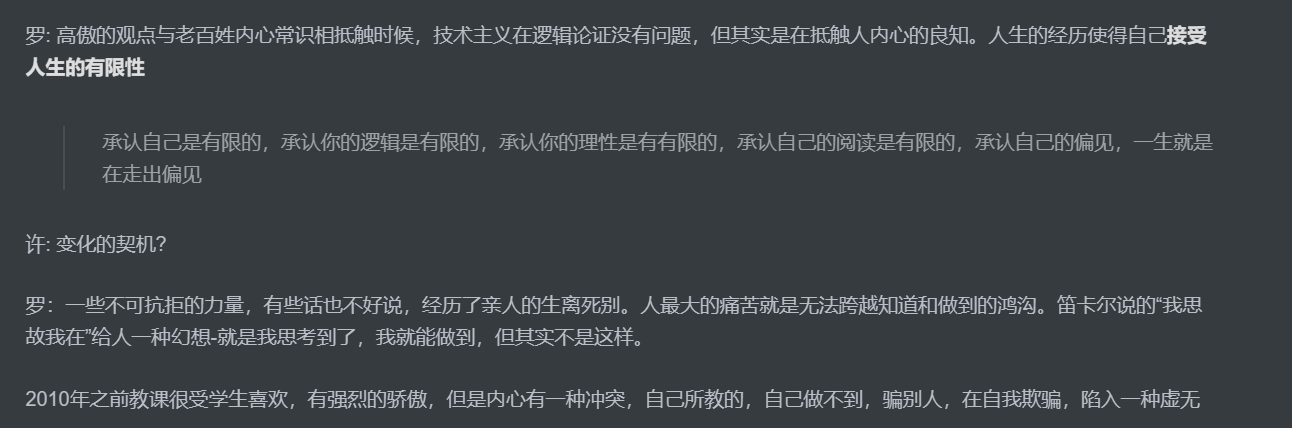 罗: 高傲的观点与老百姓内心常识相抵触时候，技术主义在逻辑论证没有问题，但其实是在抵触人内心的良知。人生的经历使得自己接受
人生的有限性
承认自己是有限的，承认你的逻辑是有限的，承认你的理性是有有限的，承认自己的阅读是有限的，承认自己的偏见，一生就是
在走出偏见
许: 变化的契机?
罗：一些不可抗拒的力量，有些话也不好说，经历了亲人的生离死别。人最大的痛苦就是无法跨越知道和做到的鸿沟。笛卡尔说的“我思
故我在”给人一种幻想-就是我思考到了，我就能做到，但其实不是这样。
2010年之前教课很受学生喜欢，有强烈的骄傲，但是内心有一种冲突，自己所教的，自己做不到，骗别人，在自我欺骗，陷入一种虚无